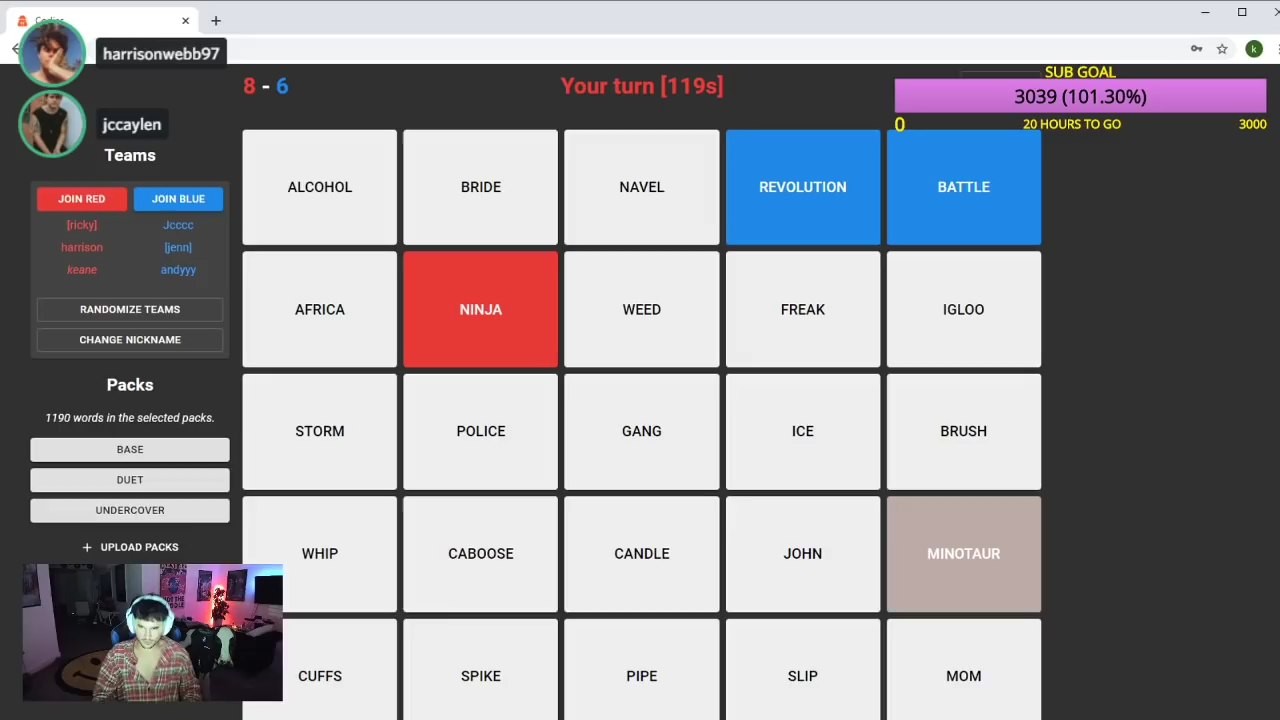 harrisonwebb97
jccaylen
8 - 6
Your turn [119s]
SUB GOAL
3039 (101.30%)
0
20 HOURS TO GO
3000
k
Teams
JOIN RED
JOIN BLUE
[ricky]
Jcccc
harrison
[jenn]
keane
andyyy
RANDOMIZE TEAMS
CHANGE NICKNAME
Packs
1190 words in the selected packs.
BASE
DUET
UNDERCOVER
+ UPLOAD PACKS
ALCOHOL
BRIDE
NAVEL
REVOLUTION
BATTLE
AFRICA
NINJA
WEED
FREAK
IGLOO
STORM
POLICE
GANG
ICE
BRUSH
WHIP
CABOOSE
CANDLE
JOHN
MINOTAUR
CUFFS
SPIKE
PIPE
SLIP
MOM